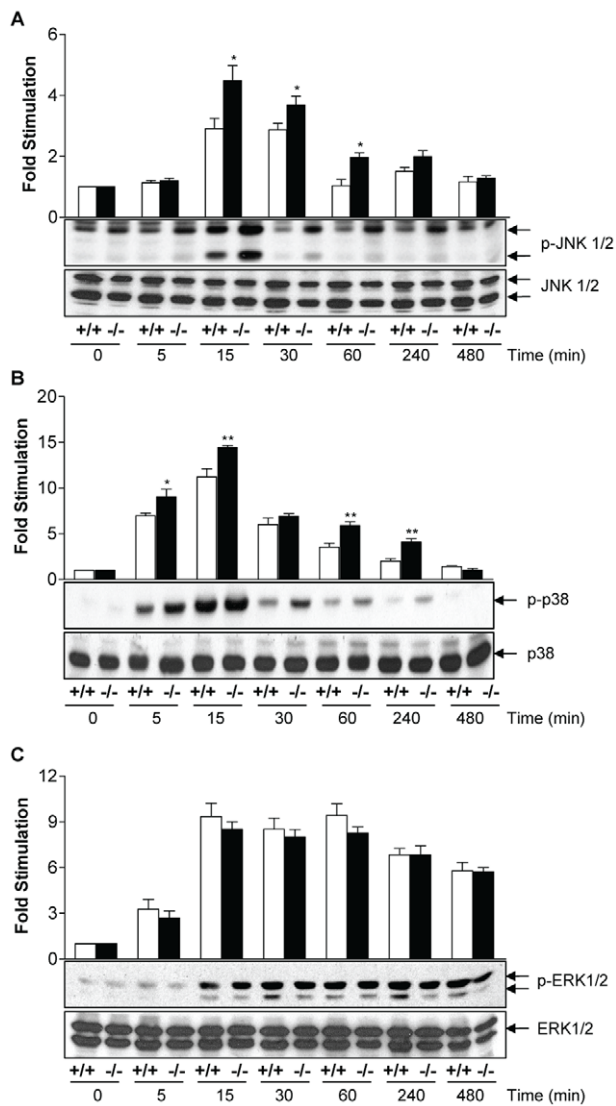 A
Fold Stimulation
6
4
2
0
* * *
p-JNK 1/2
JNK 1/2
+/+ -/- +/+ -/- +/+ -/- +/+ -/- +/+ -/- +/+ -/- +/+ -/-
0 5 15 30 60 240 480 Time (min)
B
Fold Stimulation
20
15
10
5
0
* ** ** **
p-p38
p38
+/+ -/- +/+ -/- +/+ -/- +/+ -/- +/+ -/- +/+ -/- +/+ -/-
0 5 15 30 60 240 480 Time (min)
C
Fold Stimulation
12
9
6
3
0
p-ERK1/2
ERK1/2
+/+ -/- +/+ -/- +/+ -/- +/+ -/- +/+ -/- +/+ -/- +/+ -/-
0 5 15 30 60 240 480 Time (min)